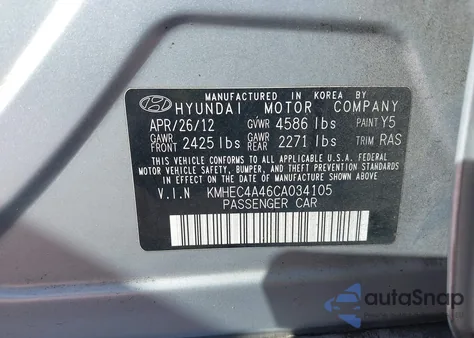 MANUFACTURED IN KOREA BY
HYUNDAI MOTOR COMPANY
APR/26/12 GVWR 4586 lbs PAINT Y5
GAWR FRONT 2425 lbs GAWR REAR 2271 lbs TRIM RAS
THIS VEHICLE CONFORMS TO ALL APPLICABLE U.S.A. FEDERAL
MOTOR VEHICLE SAFETY, BUMPER, AND THEFT PREVENTION STANDARDS
IN EFFECT ON THE DATE OF MANUFACTURE SHOWN ABOVE.
V.I.N KMHEC4A46CA034105
PASSENGER CAR
autaSnap